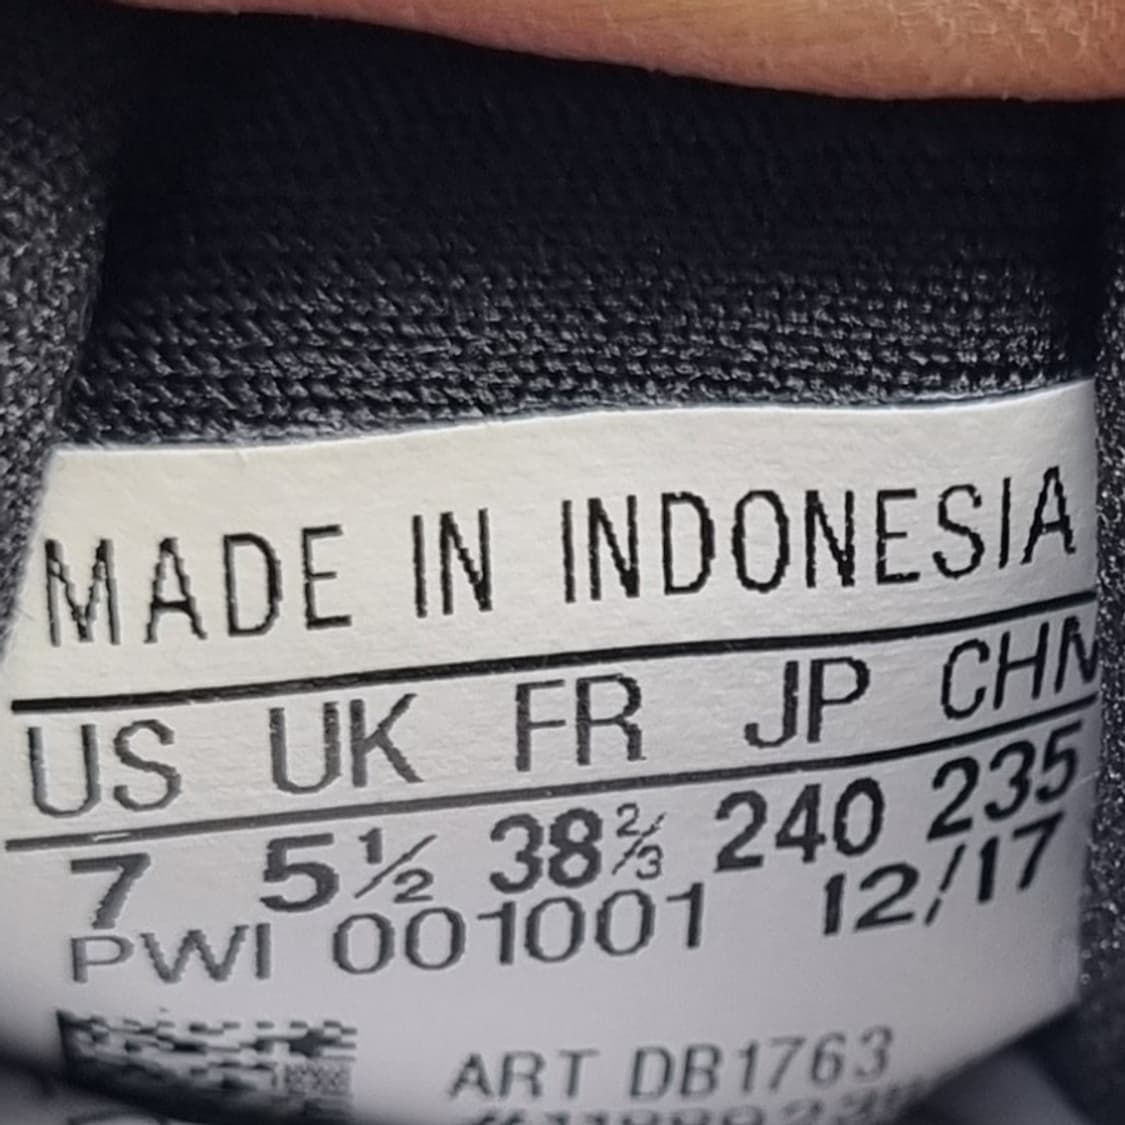 MADE IN INDONESIA
US UK FR JP CHN
7 5½ 38⅔ 240 235
PWI 001001 12/17
ART DB1763